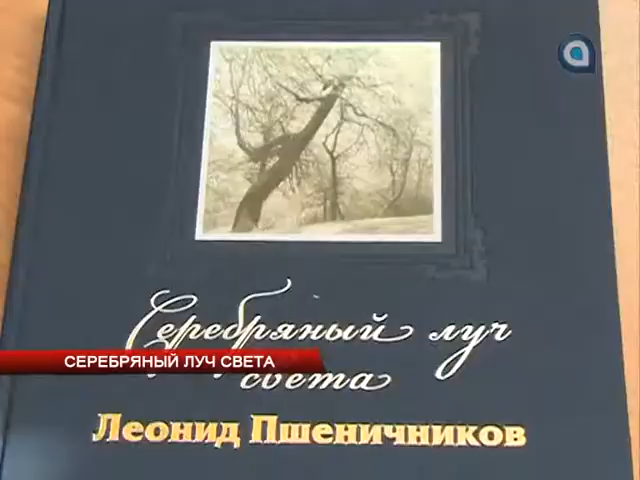 Серебряный луч
света
СЕРЕБРЯНЫЙ ЛУЧ СВЕТА
Леонид Пшеничников